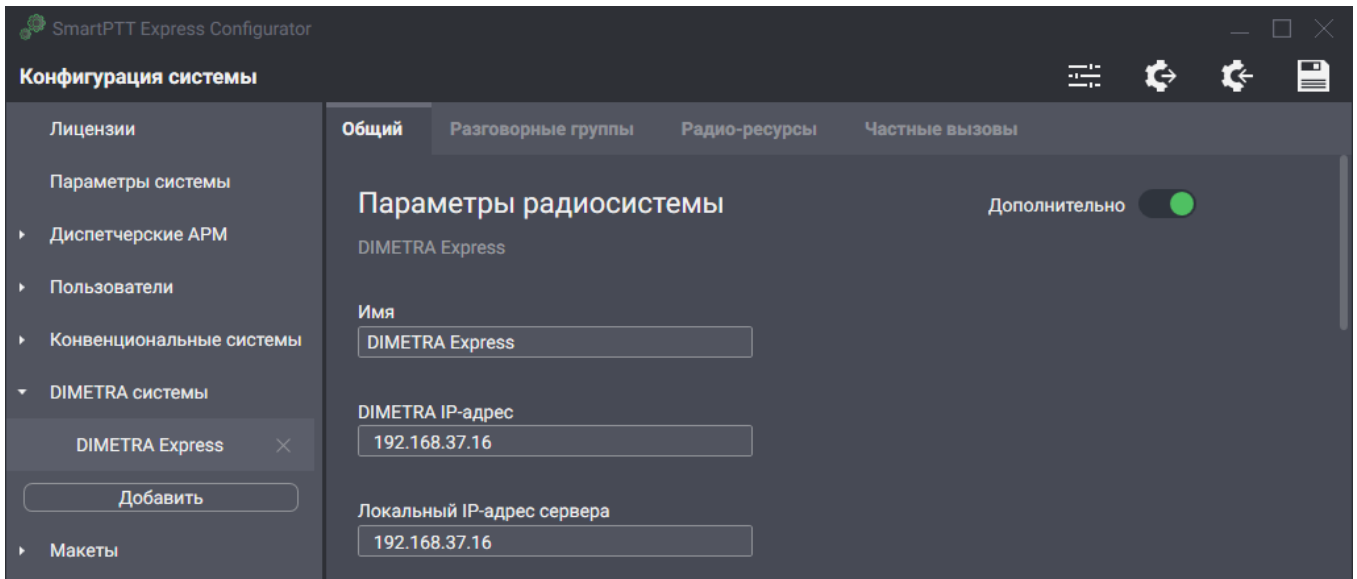 SmartPTT Express Configurator
Конфигурация системы
Лицензии
Параметры системы
Диспетчерские АРМ
Пользователи
Конвенциональные системы
DIMETRA системы
DIMETRA Express
Добавить
Макеты
Общий Разговорные группы Радио-ресурсы Частные вызовы
Параметры радиосистемы
Дополнительно
DIMETRA Express
Имя
DIMETRA Express
DIMETRA IP-адрес
192.168.37.16
Локальный IP-адрес сервера
192.168.37.16